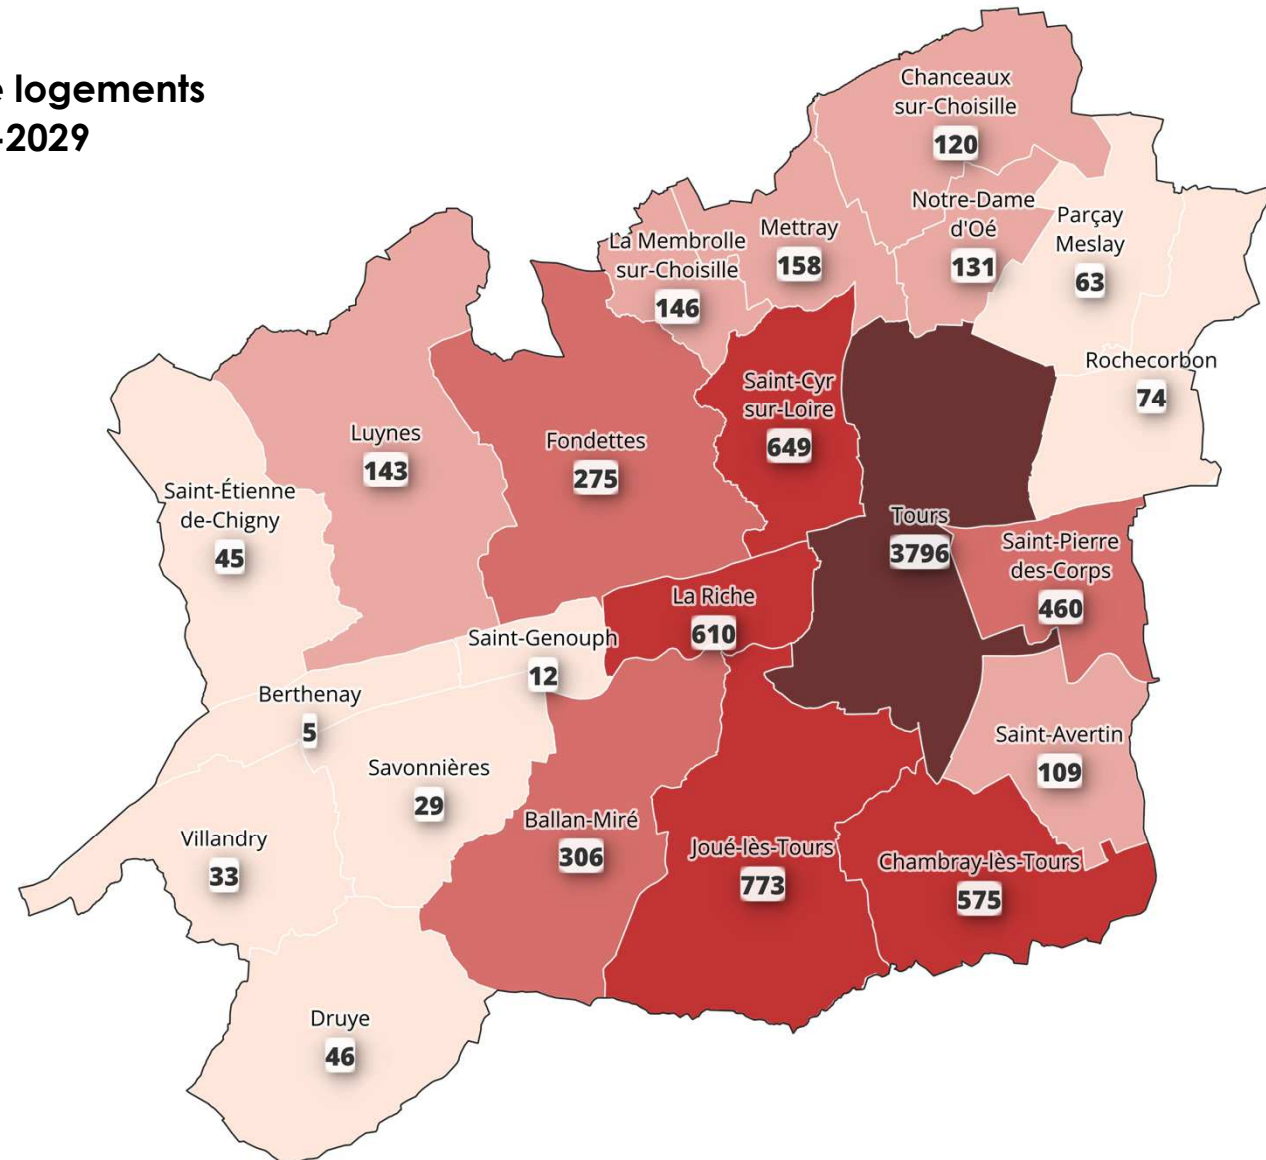 logements
-2029
Chanceaux
sur-Choisille
120
Notre-Dame
d'Oé
131
Parçay
Meslay
63
La Membrolle
sur-Choisille
146
Mettray
158
Rochecorbon
74
Saint-Cyr
sur-Loire
649
Luynes
143
Fondettes
275
Saint-Étienne
de-Chigny
45
Tours
3796
Saint-Pierre
des-Corps
460
La Riche
610
Saint-Genouph
12
Berthenay
5
Saint-Avertin
109
Savonnières
29
Villandry
33
Ballan-Miré
306
Joué-lès-Tours
773
Chambray-lès-Tours
575
Druye
46